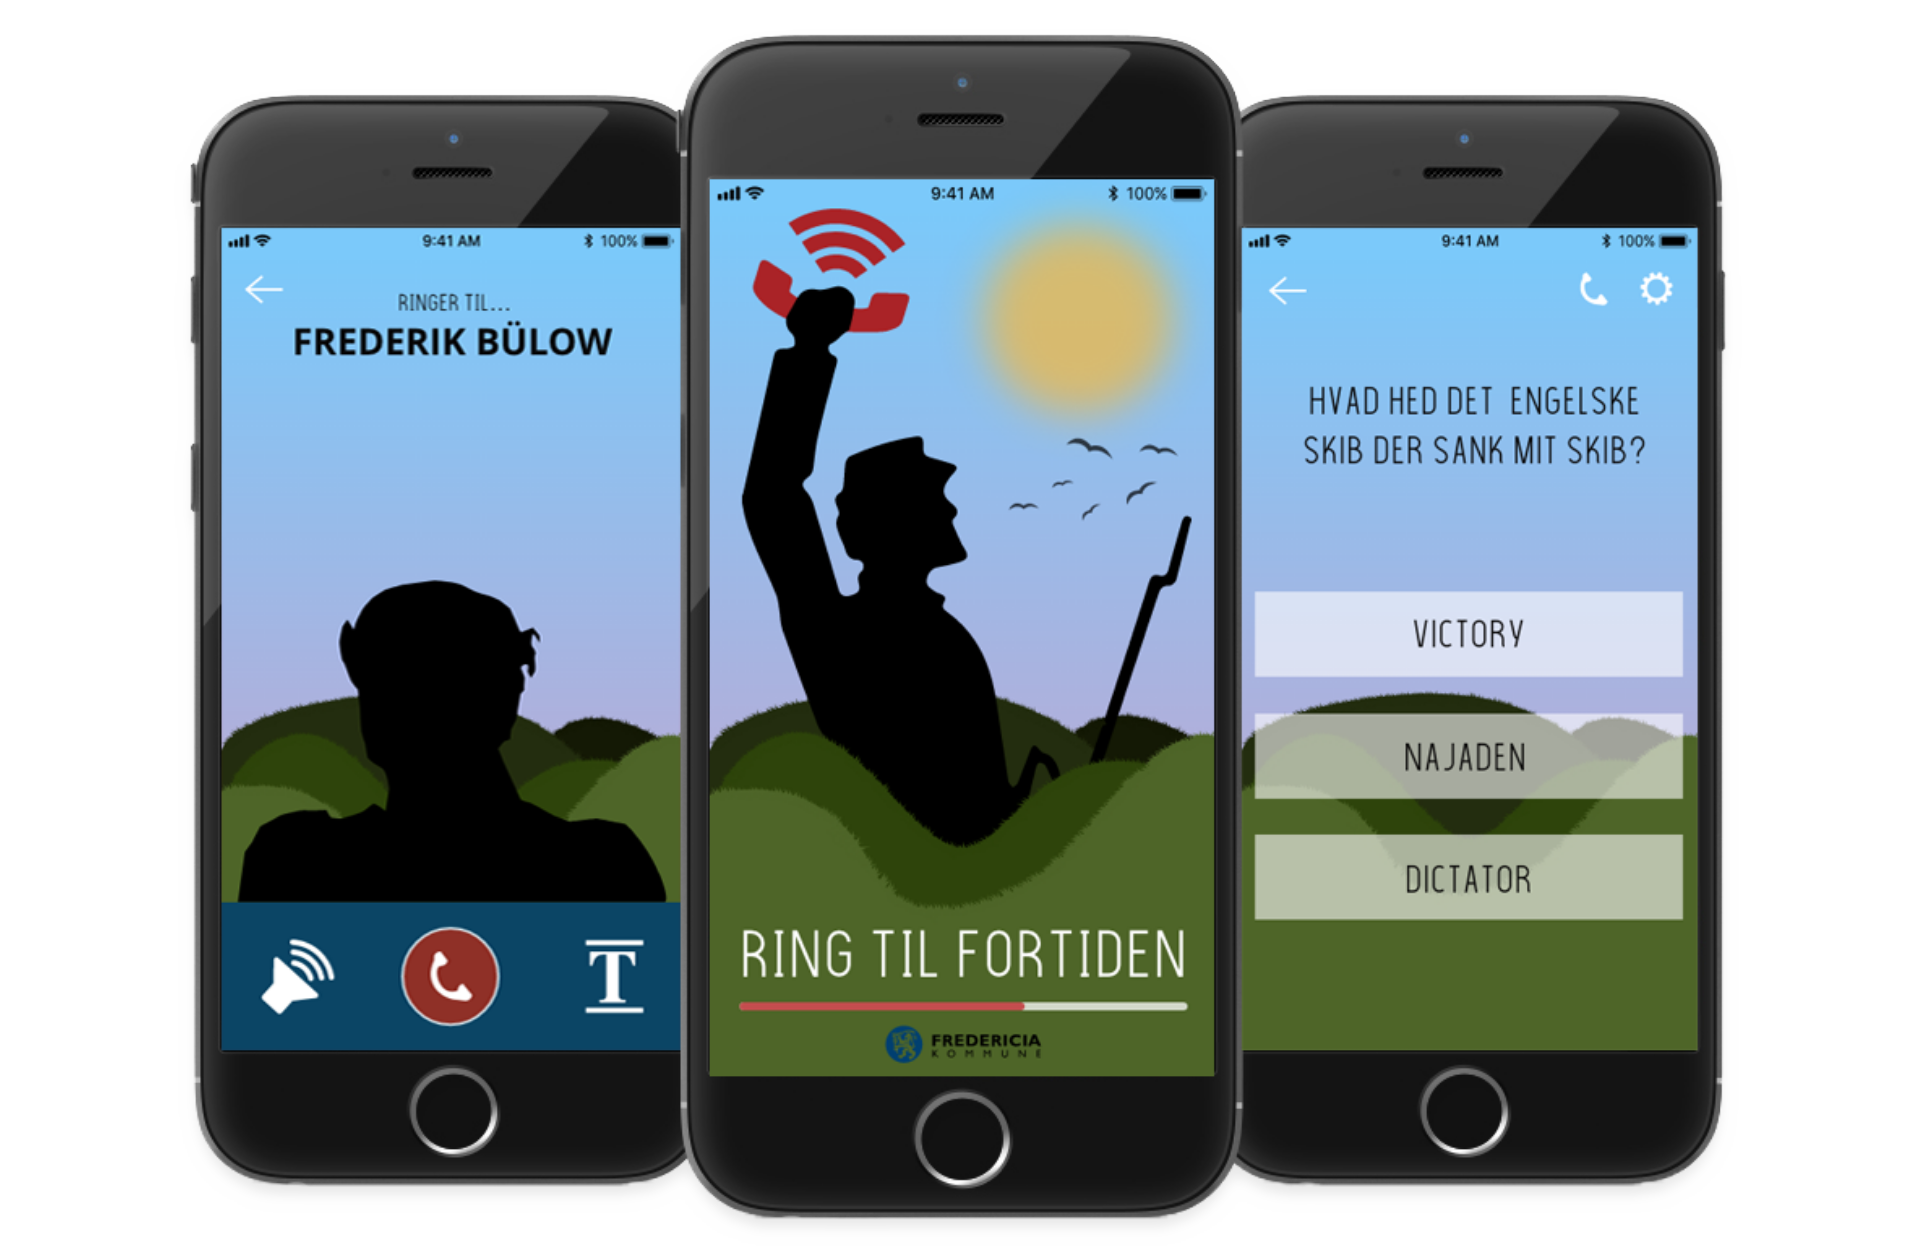 9:41 AM
100%
RINGER TIL...
FREDERIK BÜLOW
T
9:41 AM
100%
RING TIL FORTIDEN
FREDERICIA
KOMMUNE
9:41 AM
100%
HVAD HED DET ENGELSKE
SKIB DER SANK MIT SKIB?
VICTORY
NAJADEN
DICTATOR